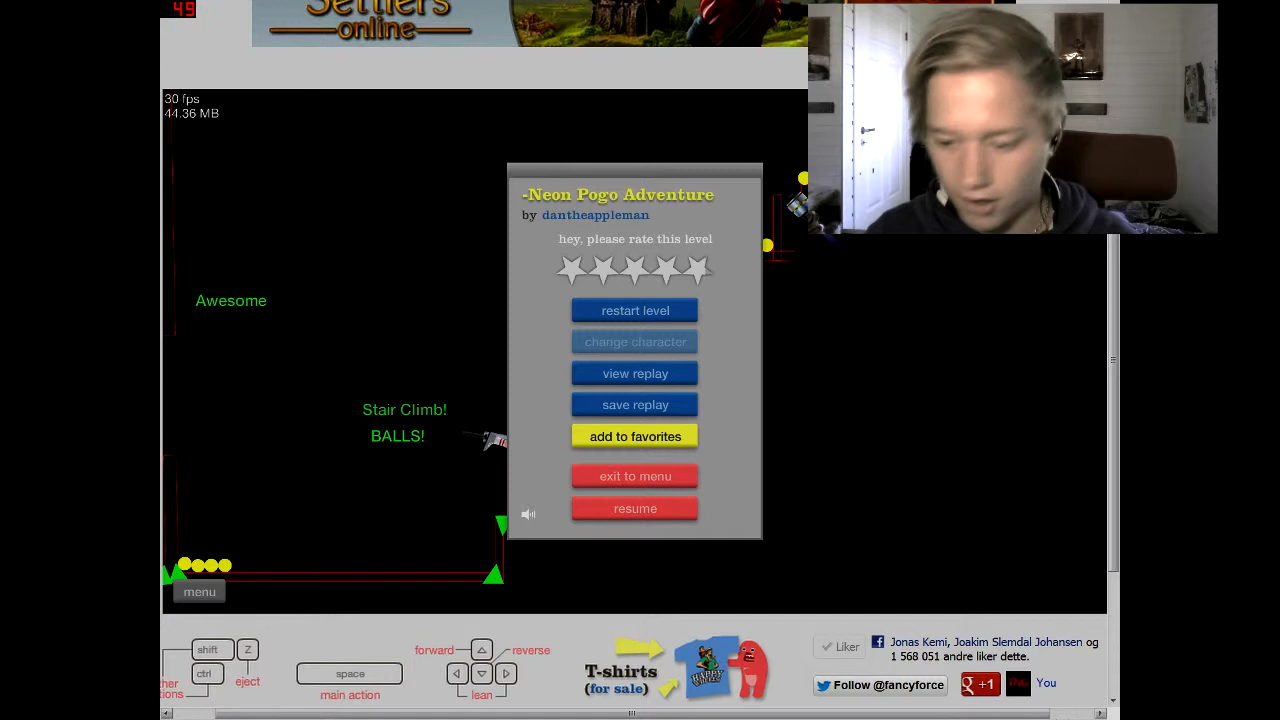 49
Settlers
online
30 fps
44.36 MB
-Neon Pogo Adventure
by dantheappleman
hey, please rate this level
restart level
change character
view replay
save replay
add to favorites
exit to menu
resume
Awesome
Stair Climb!
BALLS!
menu
shift
Z
ctrl
eject
space
main action
forward
reverse
lean
T-shirts
(for sale)
HAPPY
WHEELS
Liker
Jonas Kemi, Joakim Slemdal Johansen og
1 568 051 andre liker dette.
Follow @fancyforce
g +1
You